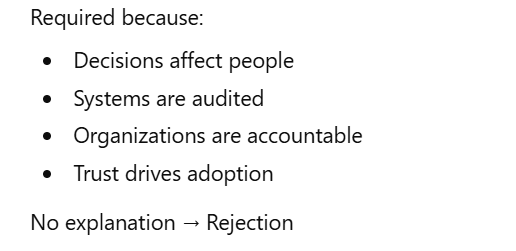 Required because:
• Decisions affect people
• Systems are audited
• Organizations are accountable
• Trust drives adoption
No explanation → Rejection